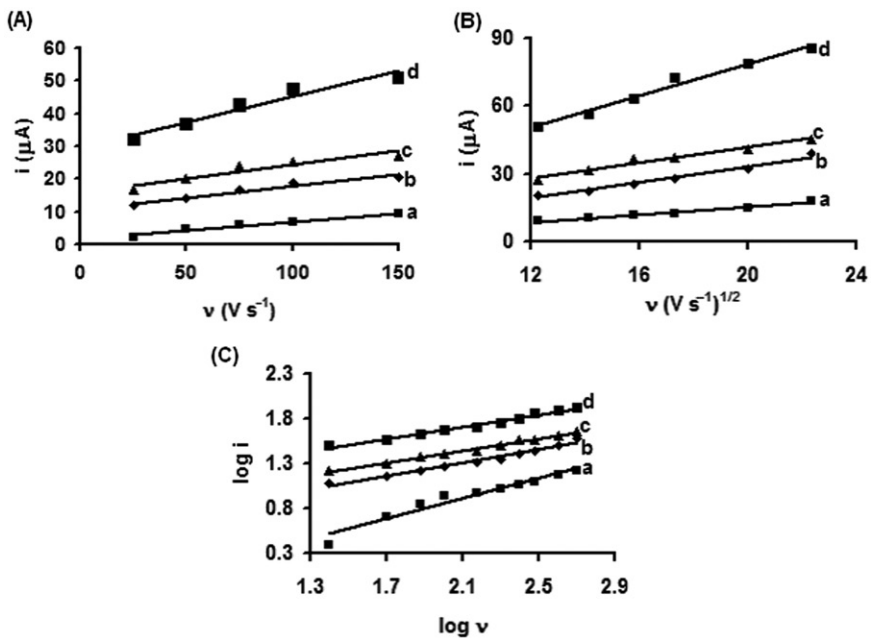 (A)
60
50
40
30
20
10
0
i (µA)
d
c
b
a
0 50 100 150
ν (V s⁻¹)
(B)
90
60
30
0
i (µA)
d
c
b
a
12 16 20 24
ν (V s⁻¹)¹/²
(C)
2.3
1.8
1.3
0.8
0.3
log i
d
c
b
a
1.3 1.7 2.1 2.5 2.9
log ν